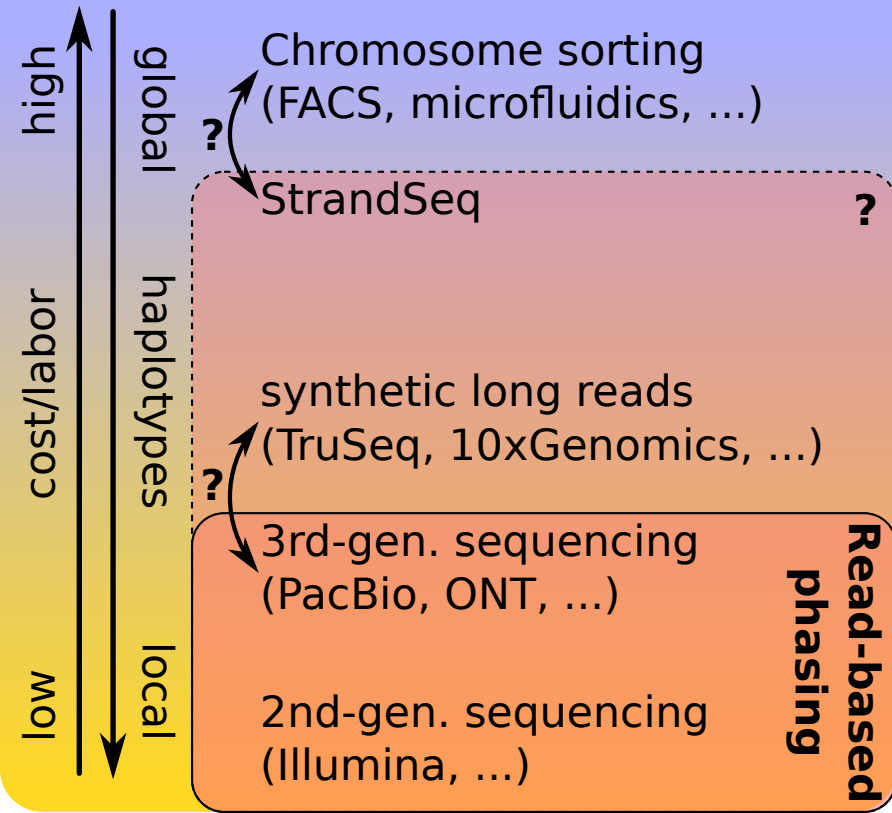 high
cost/labor
low
global
haplotypes
local
Chromosome sorting
(FACS, microfluidics, ...)
?
StrandSeq
?
synthetic long reads
(TruSeq, 10xGenomics, ...)
?
3rd-gen. sequencing
(PacBio, ONT, ...)
2nd-gen. sequencing
(Illumina, ...)
Read-based
phasing